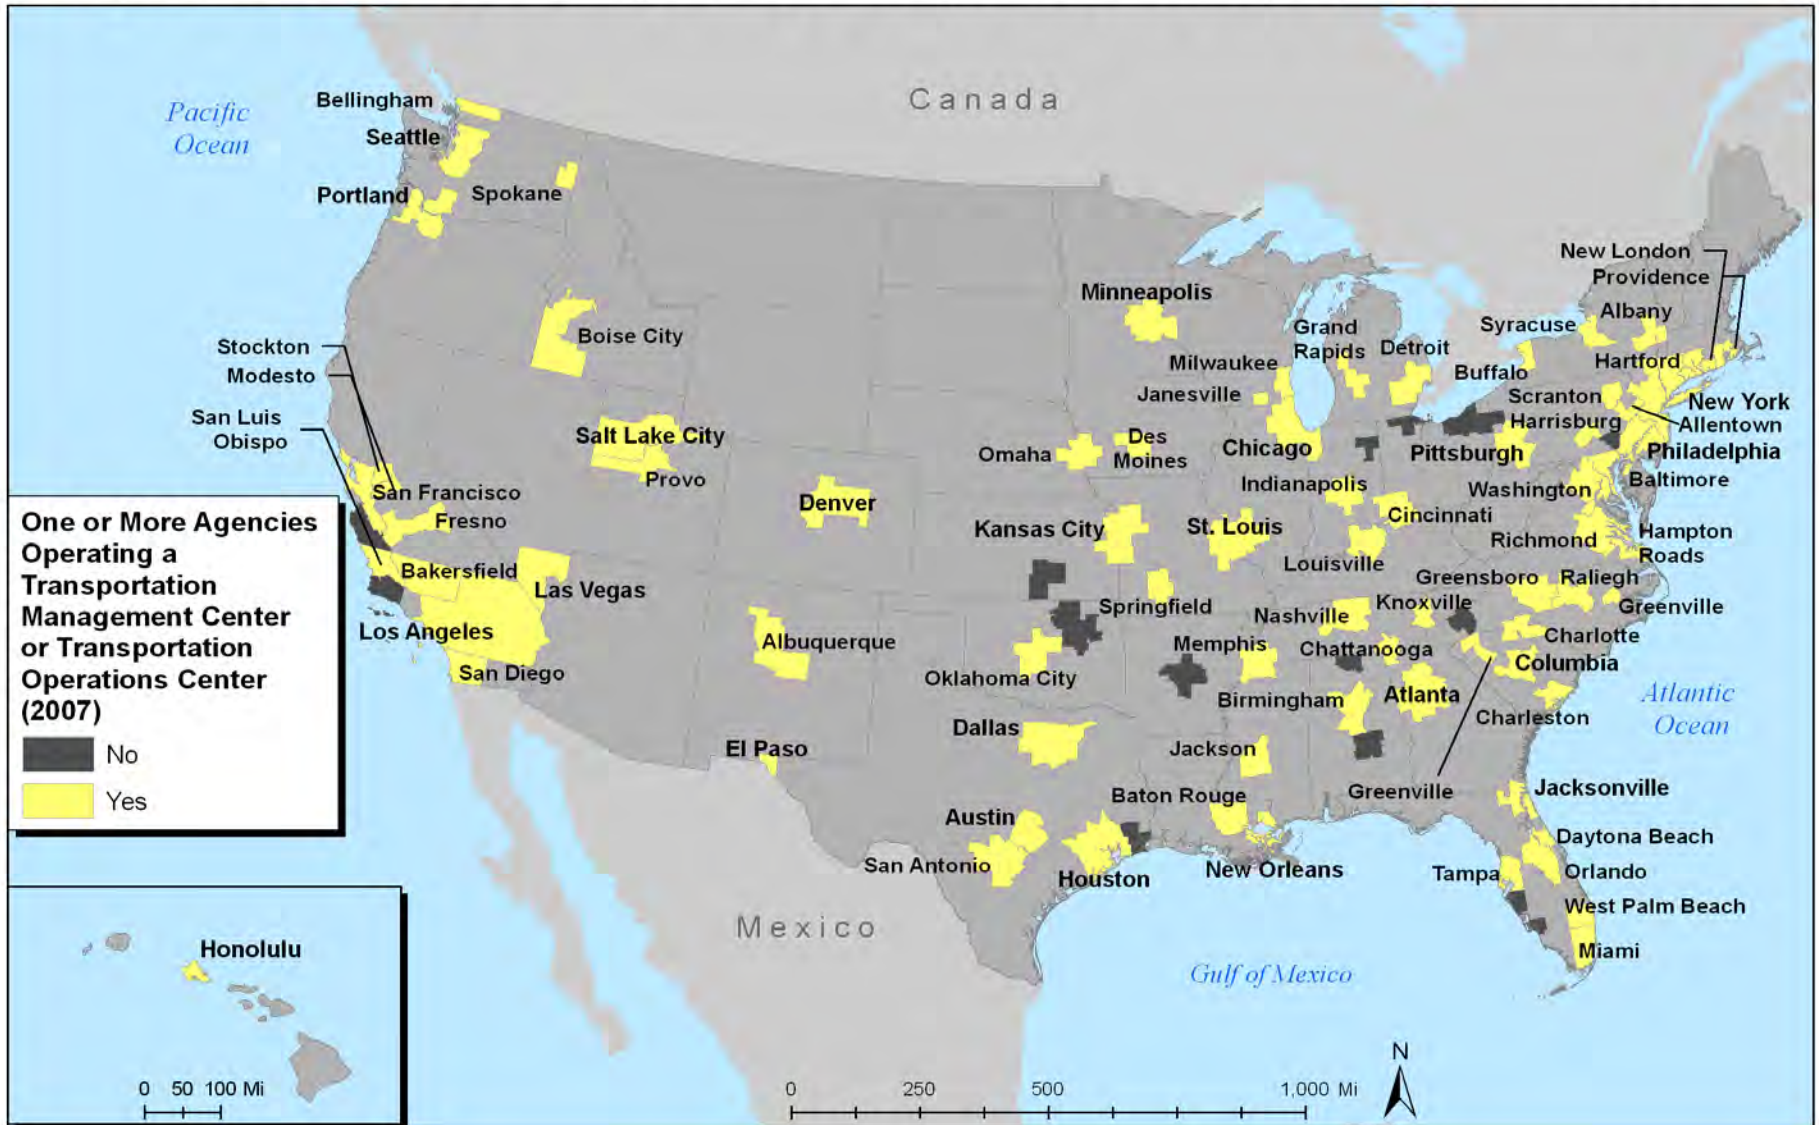 Canada
Pacific
Ocean
Bellingham
Seattle
Portland
Spokane
New London
Providence
Minneapolis
Albany
Syracuse
Grand
Rapids
Detroit
Boise City
Stockton
Modesto
Milwaukee
Buffalo
Hartford
Janesville
Scranton
New York
San Luis
Obispo
Harrisburg
Allentown
Salt Lake City
Omaha
Des
Moines
Chicago
Pittsburgh
Philadelphia
Provo
Indianapolis
Washington
Baltimore
San Francisco
Denver
Fresno
Kansas City
St. Louis
Cincinnati
Richmond
Hampton
Roads
Louisville
Bakersfield
Las Vegas
Springfield
Greensboro
Raliegh
Nashville
Knoxville
Greenville
Los Angeles
Albuquerque
Memphis
Chattanooga
Charlotte
Columbia
San Diego
Oklahoma City
Birmingham
Atlanta
Atlantic
Ocean
Charleston
Dallas
El Paso
Jackson
Greenville
Jacksonville
Baton Rouge
Austin
Daytona Beach
San Antonio
Houston
New Orleans
Tampa
Orlando
West Palm Beach
Mexico
Miami
Gulf of Mexico
One or More Agencies
Operating a
Transportation
Management Center
or Transportation
Operations Center
(2007)
No
Yes
Honolulu
0 50 100 Mi
0 250 500 1,000 Mi
N